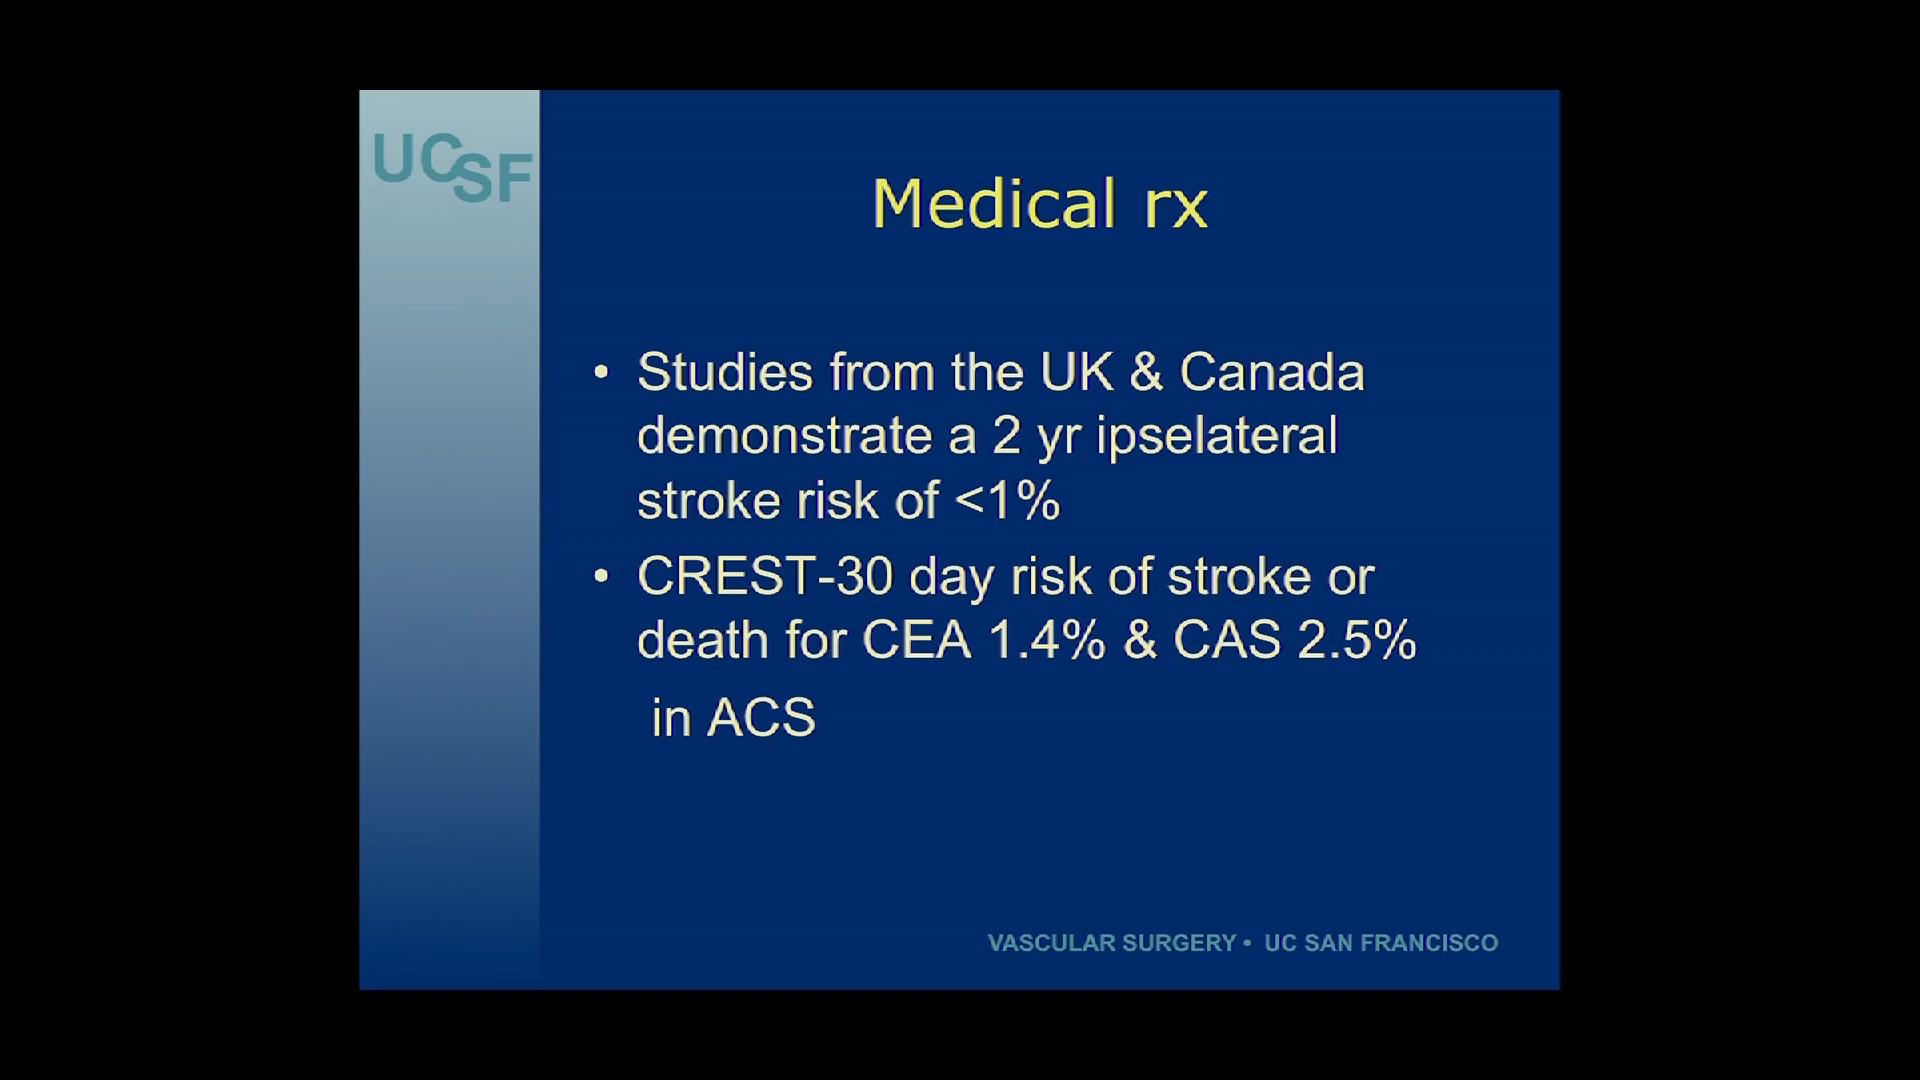 UCSF
Medical rx
• Studies from the UK & Canada
demonstrate a 2 yr ipselateral
stroke risk of <1%
• CREST-30 day risk of stroke or
death for CEA 1.4% & CAS 2.5%
in ACS
VASCULAR SURGERY • UC SAN FRANCISCO